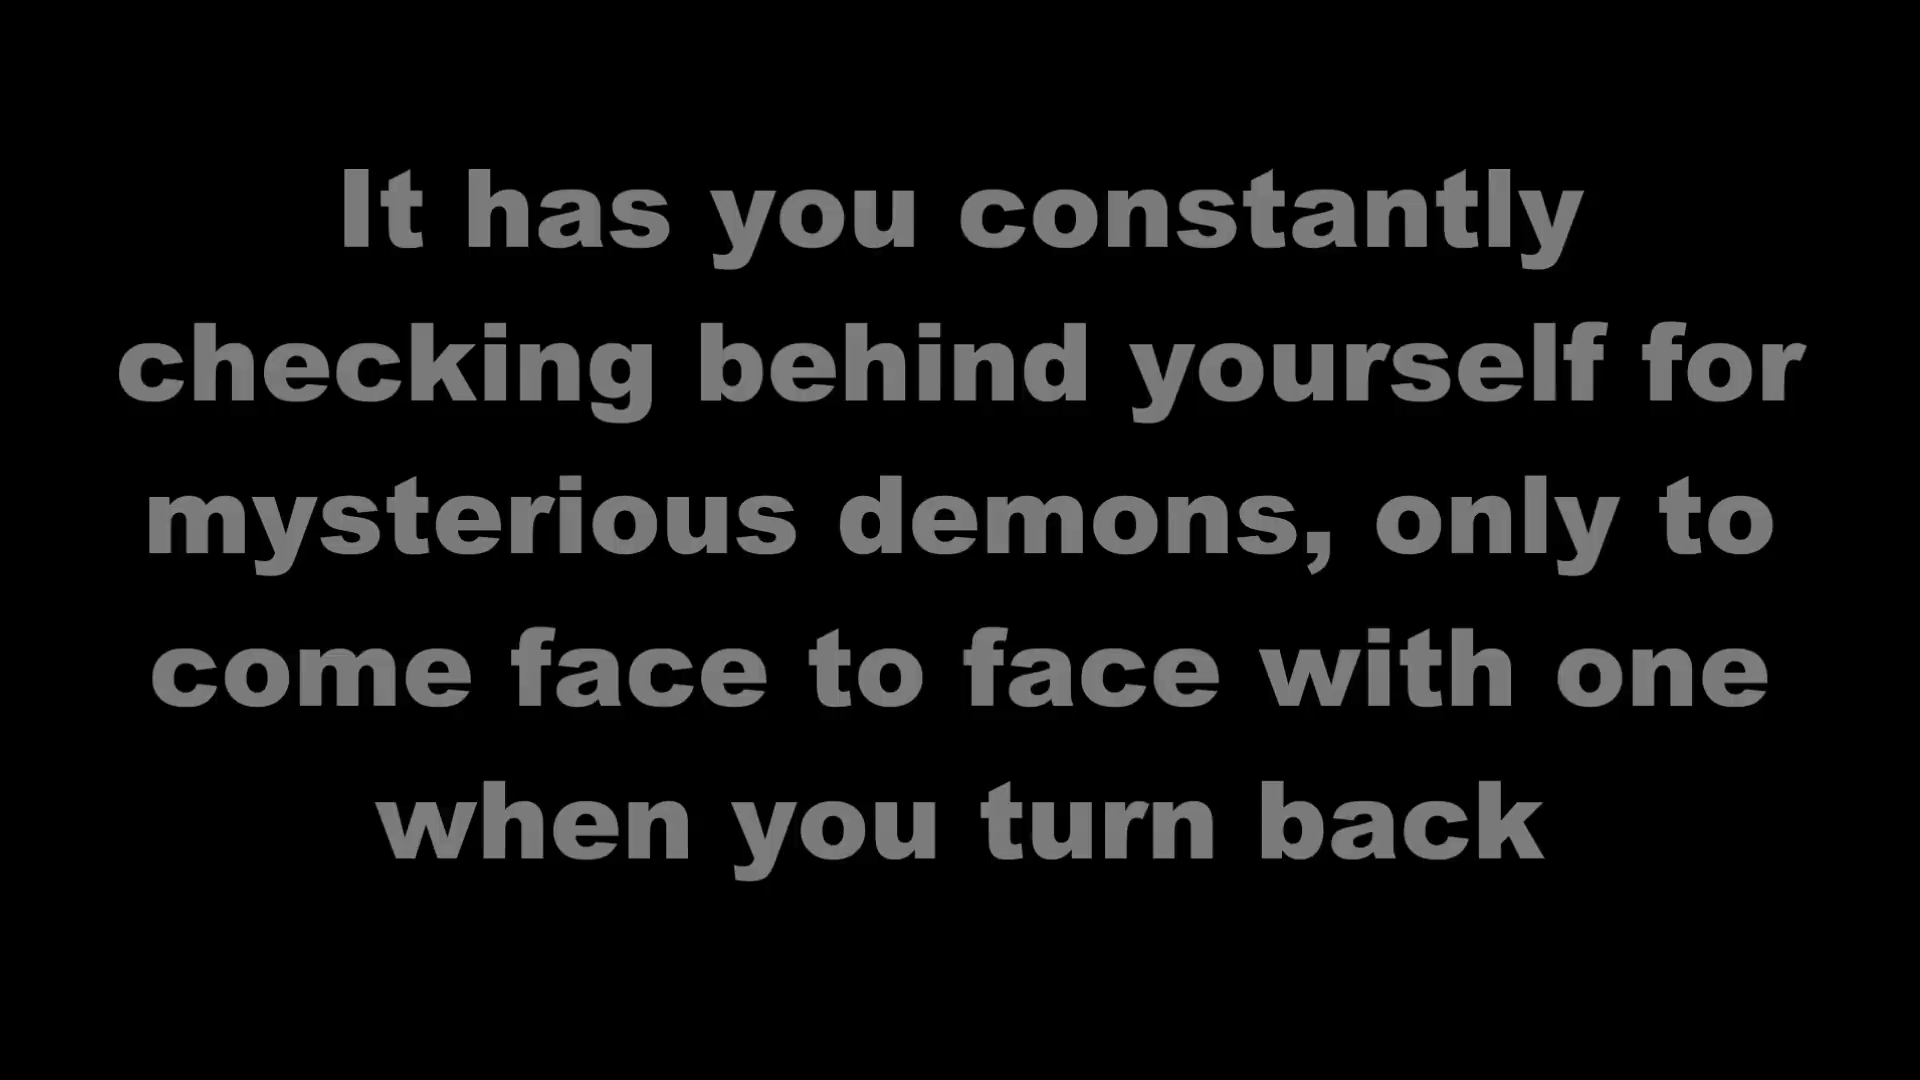 It has you constantly
checking behind yourself for
mysterious demons, only to
come face to face with one
when you turn back